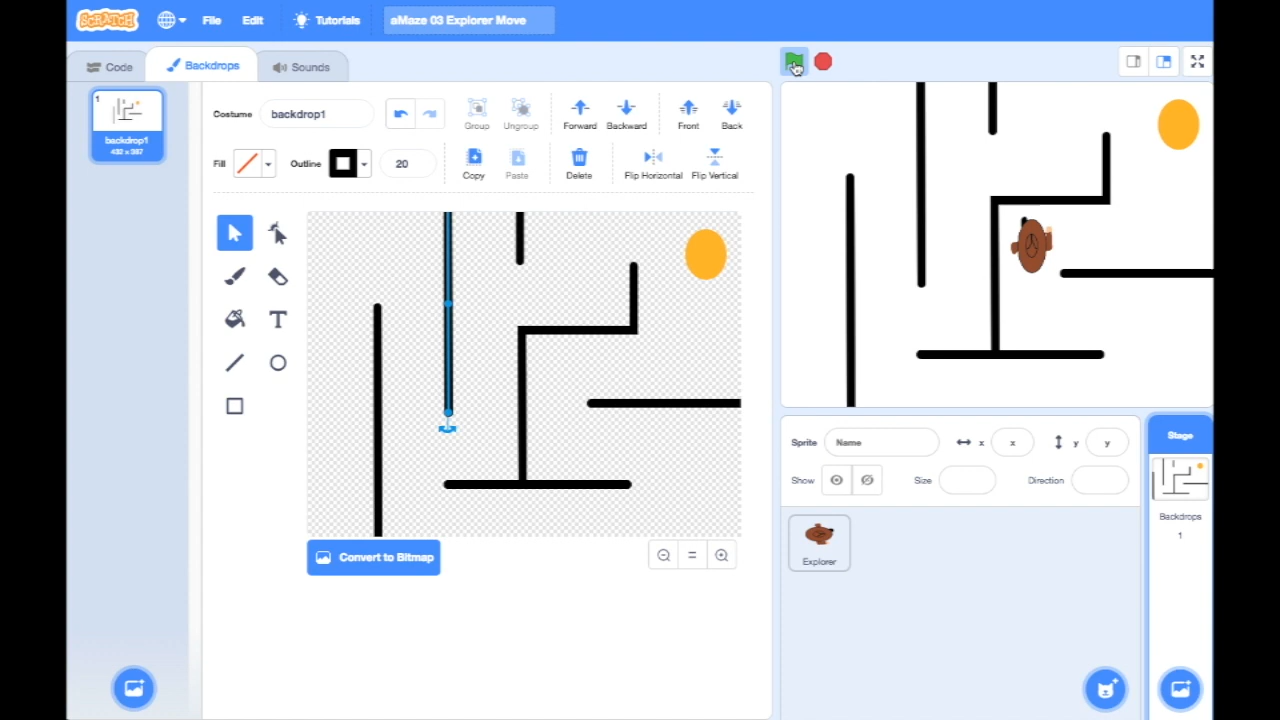 SCRATCH File Edit Tutorials aMaze 03 Explorer Move
Code Backdrops Sounds
1
backdrop1
432 x 387
Costume backdrop1 Group Ungroup Forward Backward Front Back
Fill Outline 20 Copy Paste Delete Flip Horizontal Flip Vertical
T
Convert to Bitmap
Sprite Name x x y y
Show Size Direction
Explorer
Stage
Backdrops
1